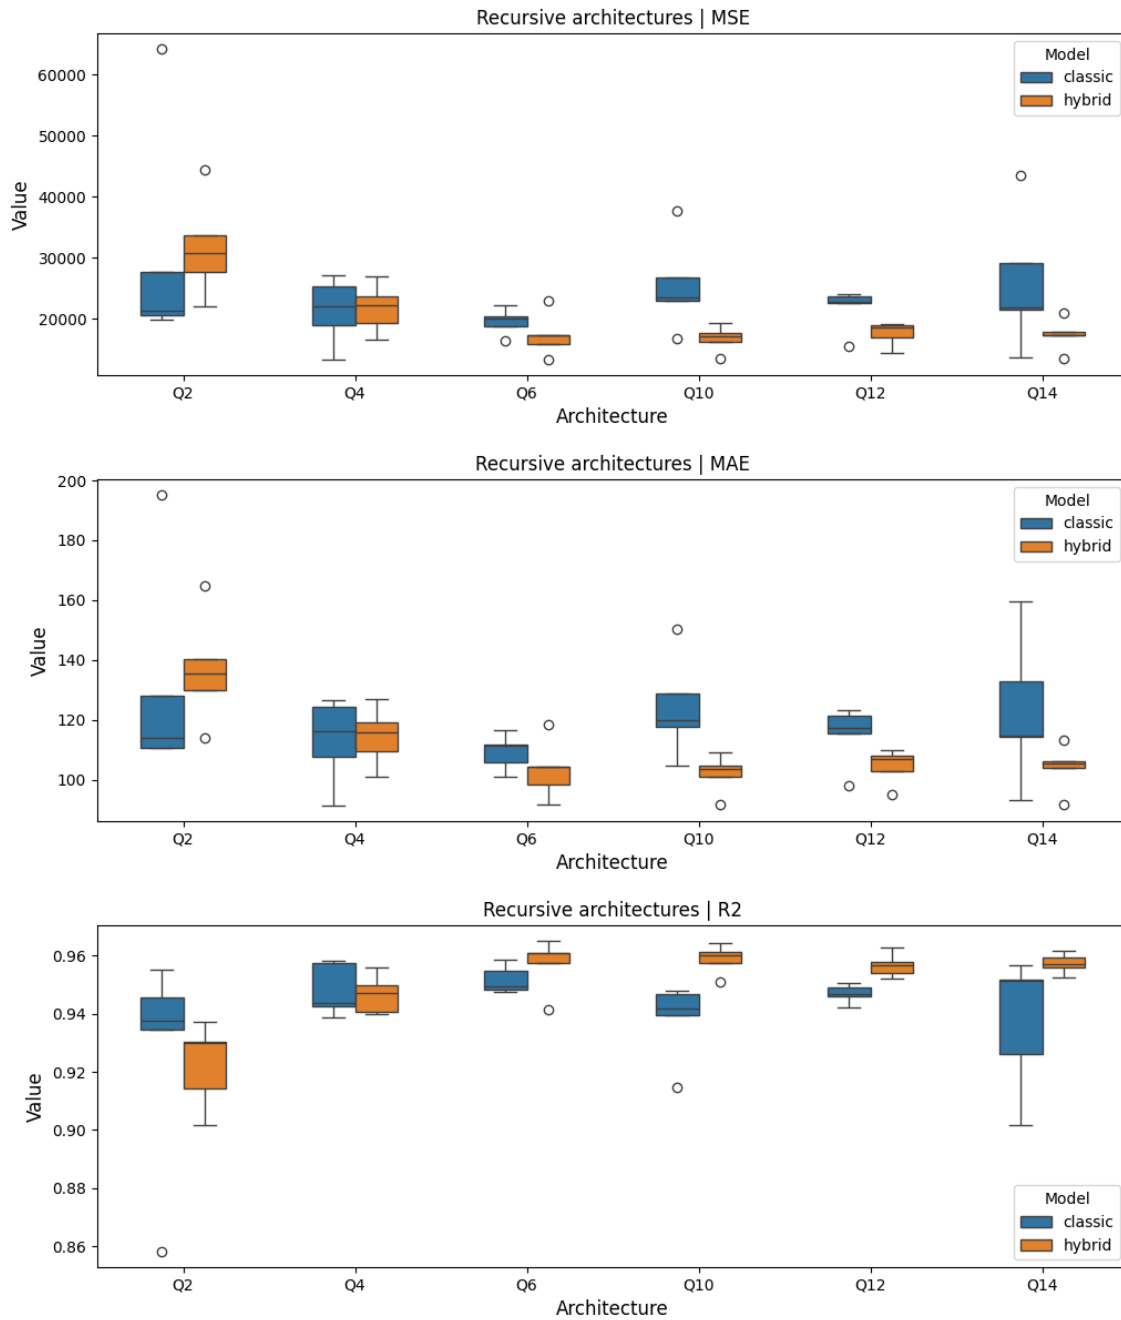 Recursive architectures | MSE
Value
60000
50000
40000
30000
20000
Model
classic
hybrid
Q2 Q4 Q6 Q10 Q12 Q14
Architecture
Recursive architectures | MAE
Value
200
180
160
140
120
100
Model
classic
hybrid
Q2 Q4 Q6 Q10 Q12 Q14
Architecture
Recursive architectures | R2
Value
0.96
0.94
0.92
0.90
0.88
0.86
Model
classic
hybrid
Q2 Q4 Q6 Q10 Q12 Q14
Architecture